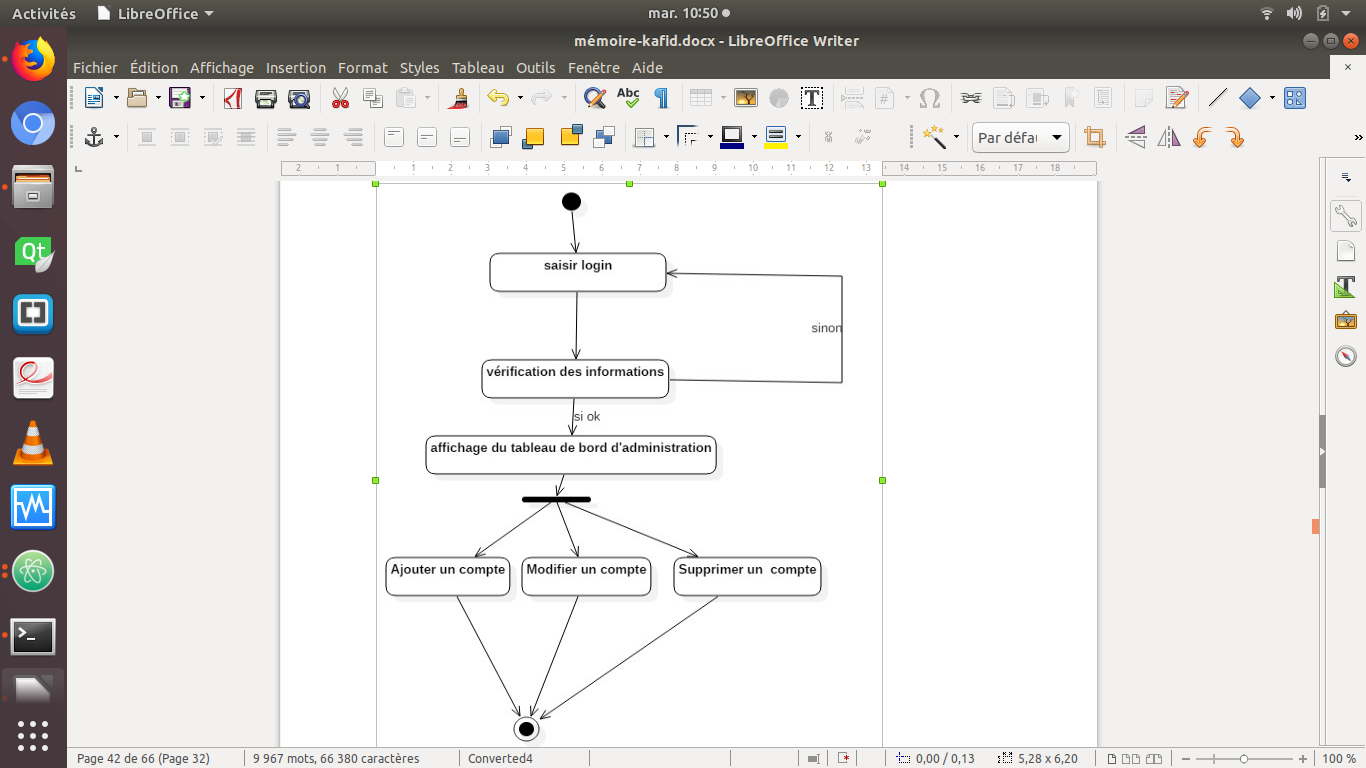 Activités
LibreOffice
mar. 10:50
mémoire-kafid.docx - LibreOffice Writer
Fichier Édition Affichage Insertion Format Styles Tableau Outils Fenêtre Aide
Abc
T
Par défau
2 1 1 2 3 4 5 6 7 8 9 10 11 12 13 14 15 16 17 18
Qt
saisir login
sinon
vérification des informations
si ok
affichage du tableau de bord d'administration
Ajouter un compte
Modifier un compte
Supprimer un  compte
Page 42 sur 66 (Page 32)
9 967 mots, 66 380 caractères
Converted4
0,00 / 0,13
5,28 x 6,20
100 %